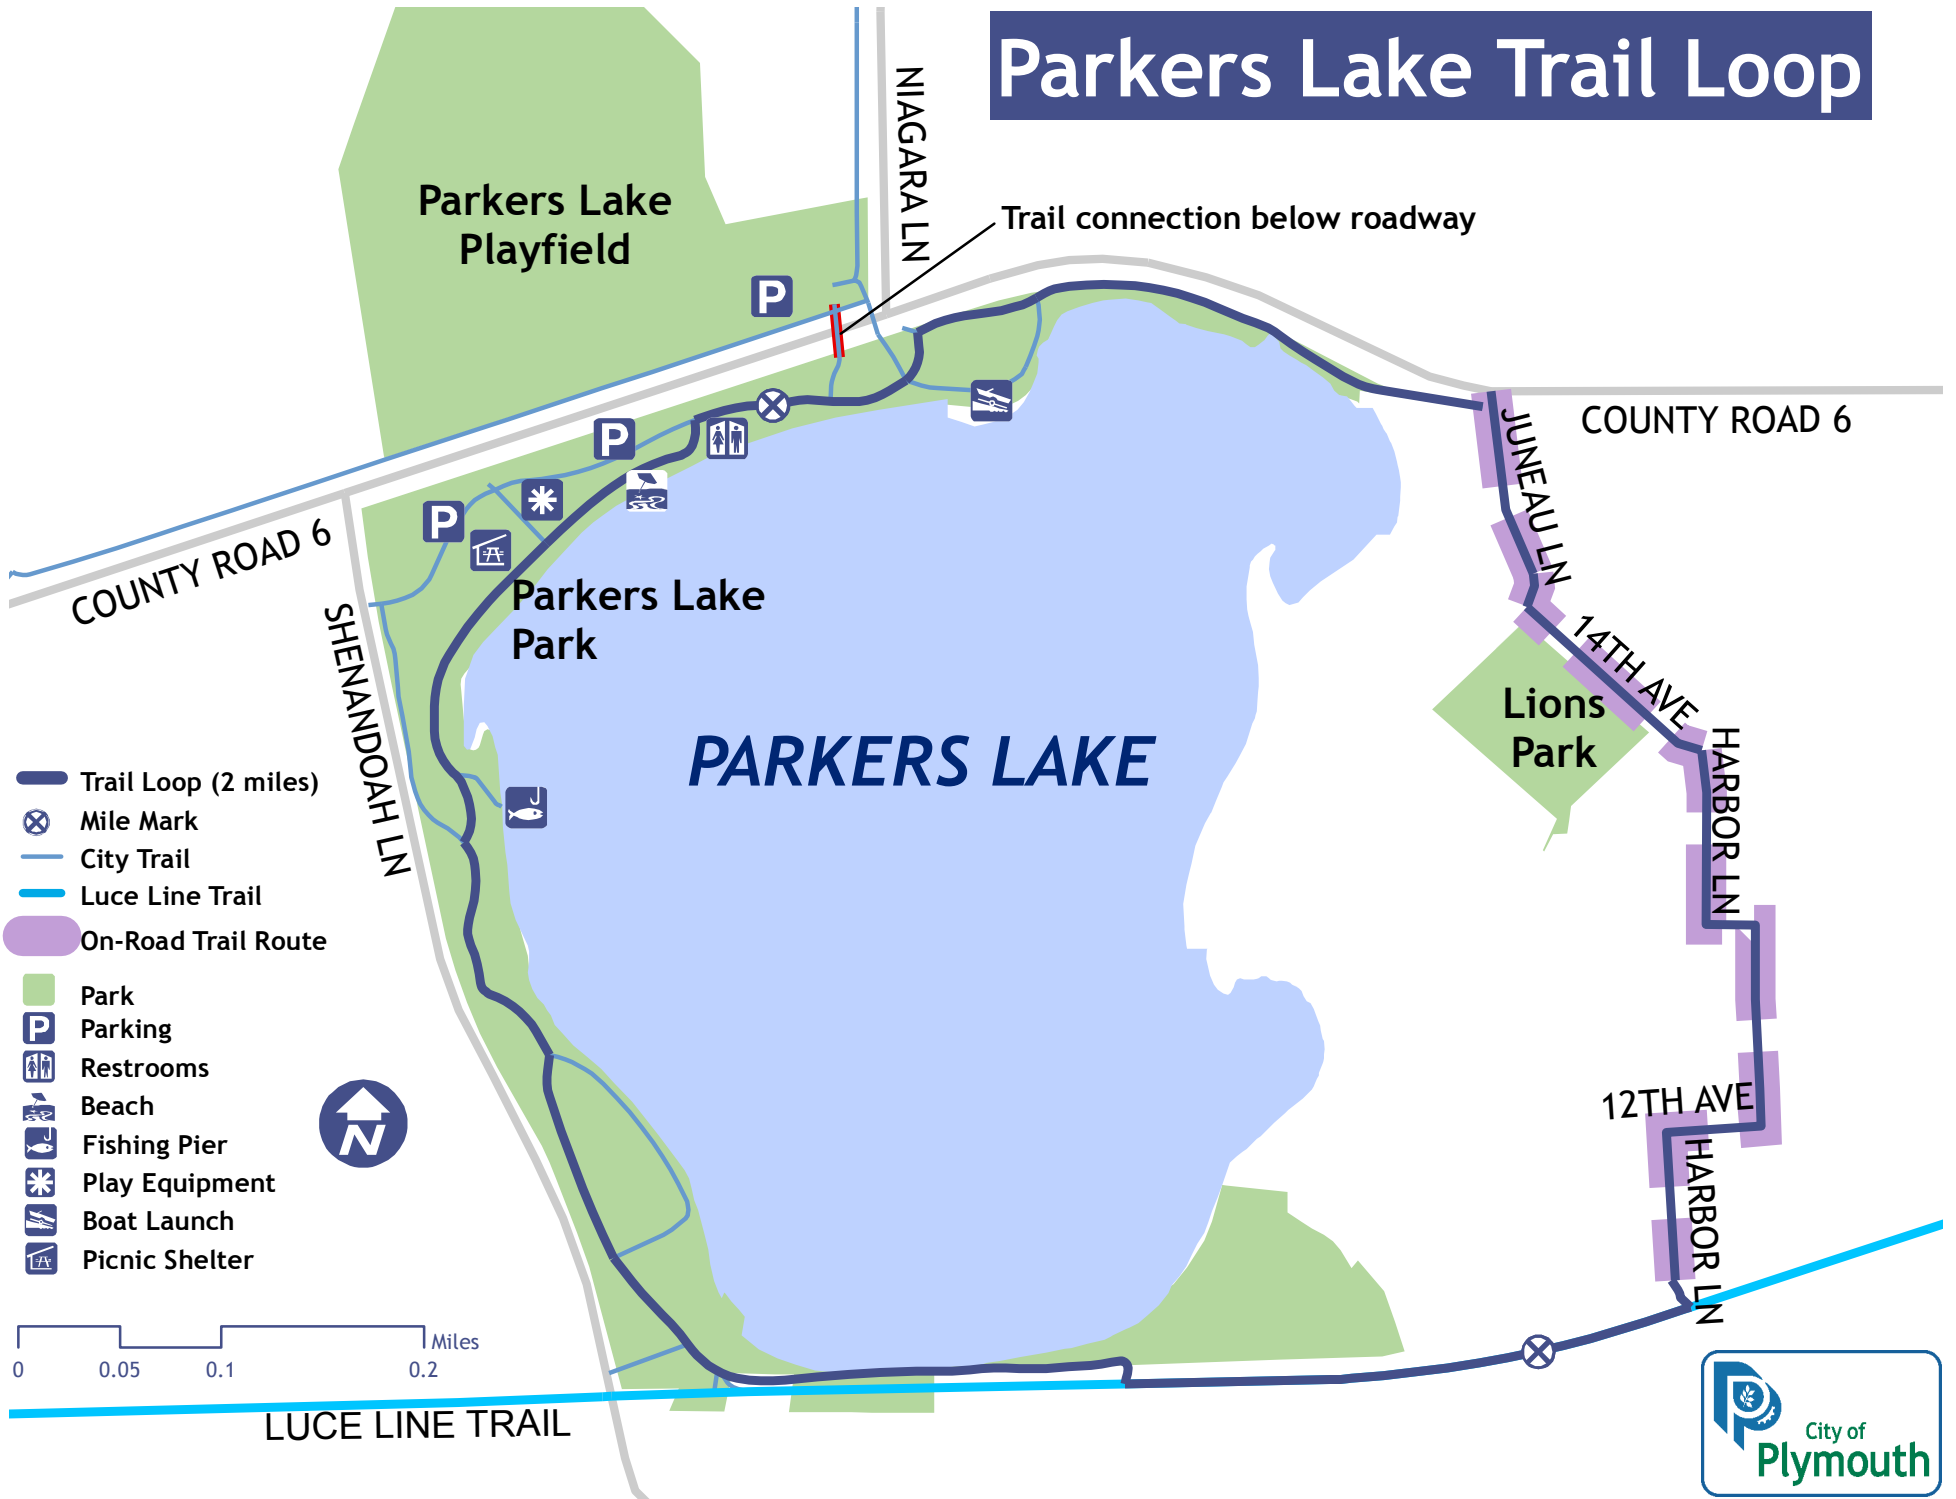 Parkers Lake Trail Loop
NIAGARA LN
Parkers Lake
Playfield
Trail connection below roadway
P
COUNTY ROAD 6
JUNEAU LN
P
P
COUNTY ROAD 6
Parkers Lake
Park
SHENANDOAH LN
14TH AVE
Lions
Park
HARBOR LN
PARKERS LAKE
Trail Loop (2 miles)
Mile Mark
City Trail
Luce Line Trail
On-Road Trail Route
Park
P Parking
Restrooms
Beach
Fishing Pier
Play Equipment
Boat Launch
Picnic Shelter
N
12TH AVE
HARBOR LN
Miles
0 0.05 0.1 0.2
LUCE LINE TRAIL
City of
Plymouth